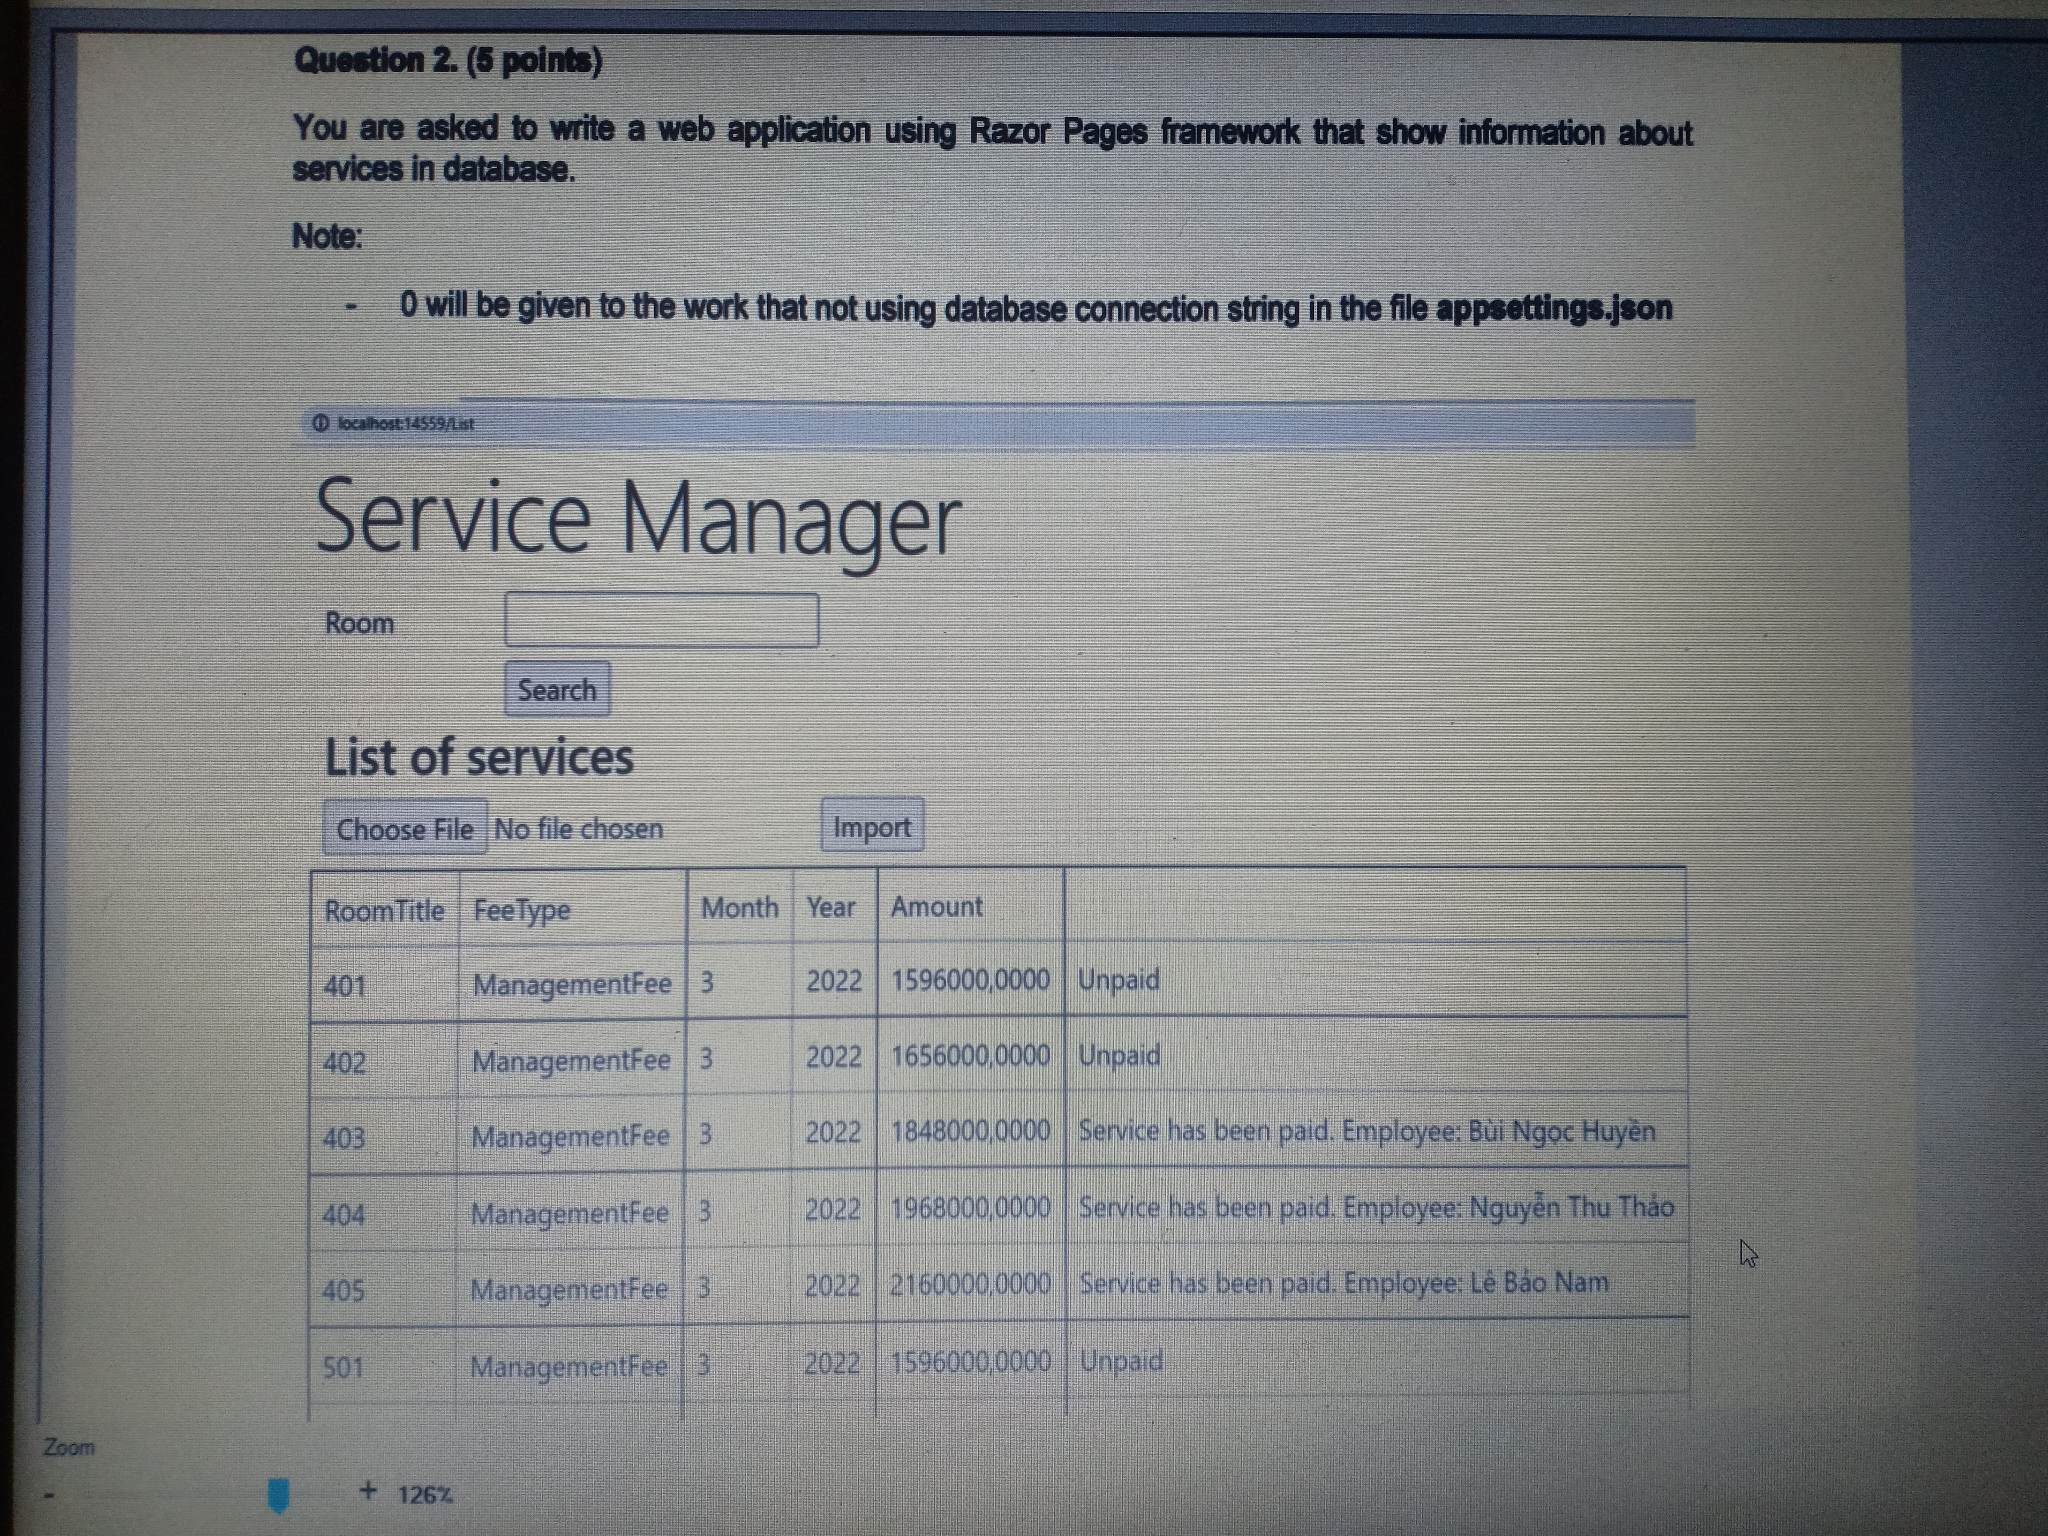 Question 2. (5 points)
You are asked to write a web application using Razor Pages framework that show information about
services in database.
Note:
- 0 will be given to the work that not using database connection string in the file appsettings.json
localhost:14559/List
Service Manager
Room
Search
List of services
Choose File No file chosen Import
RoomTitle FeeType Month Year Amount
401 ManagementFee 3 2022 1596000,0000 Unpaid
402 ManagementFee 3 2022 1656000,0000 Unpaid
403 ManagementFee 3 2022 1848000,0000 Service has been paid. Employee: Bùi Ngọc Huyền
404 ManagementFee 3 2022 1968000,0000 Service has been paid. Employee: Nguyễn Thu Thảo
405 ManagementFee 3 2022 2160000,0000 Service has been paid. Employee: Lê Bảo Nam
501 ManagementFee 3 2022 1596000,0000 Unpaid
Zoom
- + 126%